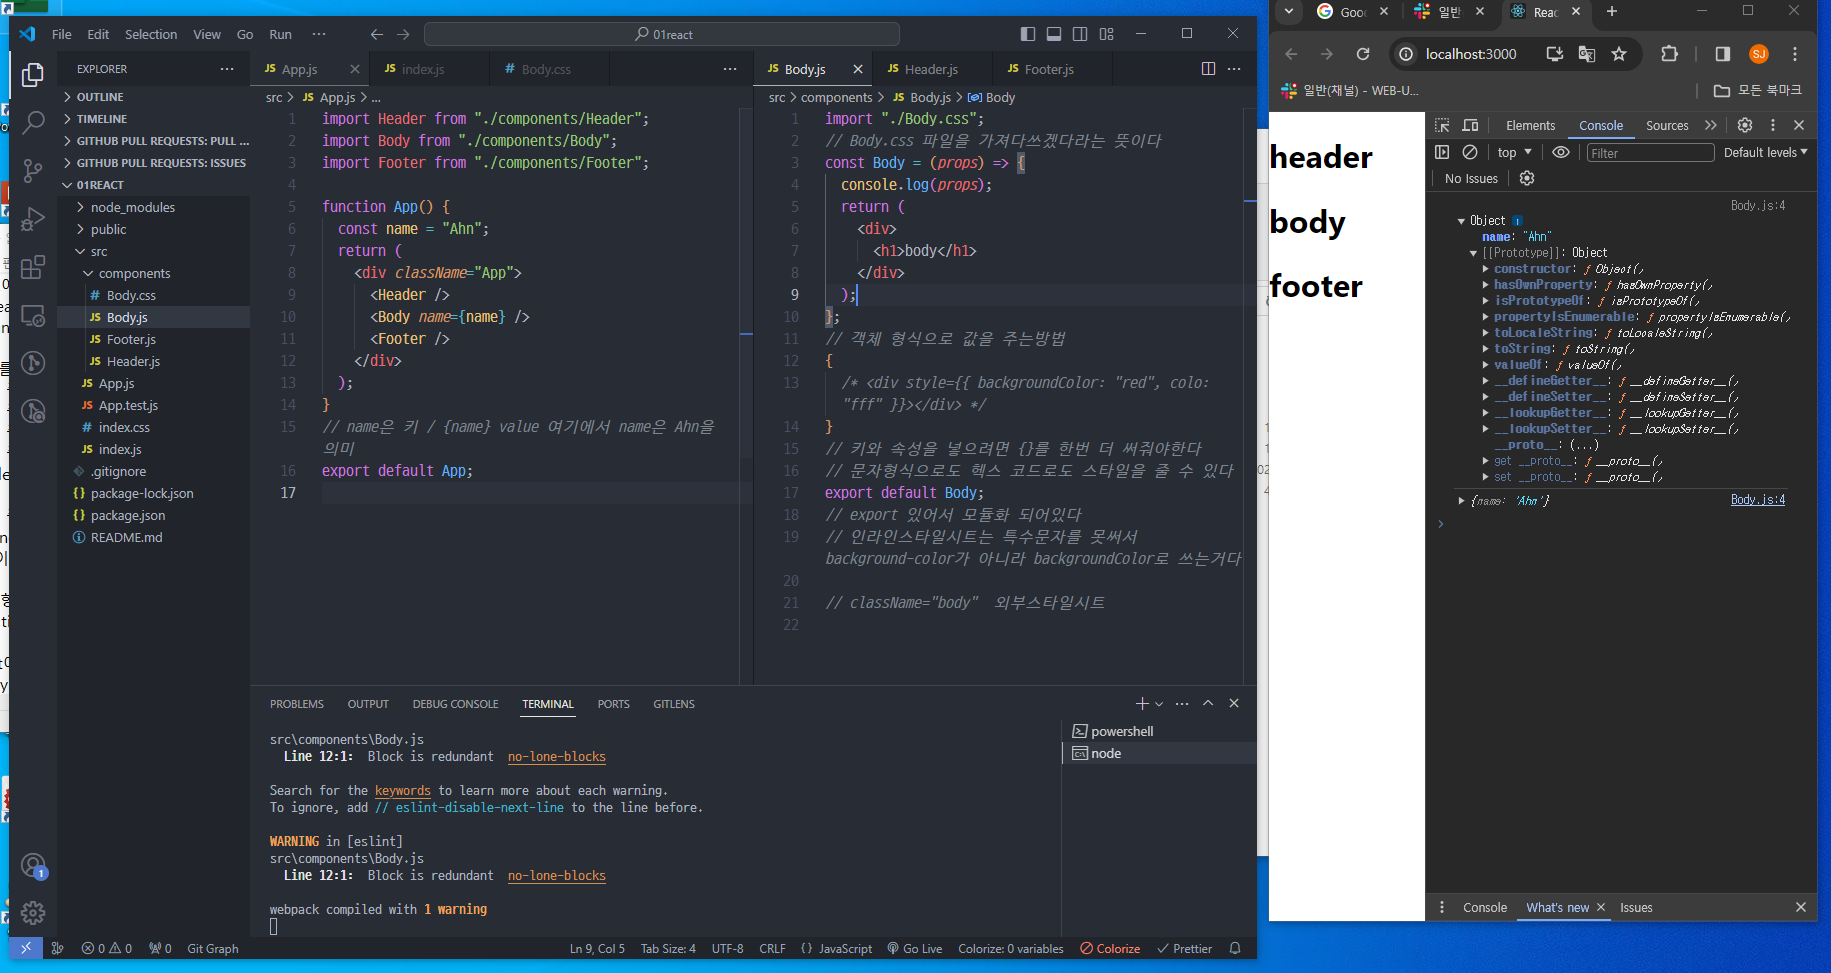 File Edit Selection View Go Run ··· 01react
EXPLORER ···
OUTLINE
TIMELINE
GITHUB PULL REQUESTS: PULL ...
GITHUB PULL REQUESTS: ISSUES
01REACT
node_modules
public
src
components
# Body.css
JS Body.js
JS Footer.js
JS Header.js
JS App.js
JS App.test.js
# index.css
JS index.js
.gitignore
{} package-lock.json
{} package.json
README.md
1
JS App.js JS index.js # Body.css ···
src > JS App.js > ...
1 import Header from "./components/Header";
2 import Body from "./components/Body";
3 import Footer from "./components/Footer";
4
5 function App() {
6 const name = "Ahn";
7 return (
8 <div className="App">
9 <Header />
10 <Body name={name} />
11 <Footer />
12 </div>
13 );
14 }
15 // name은 키 / {name} value 여기에서 name은 Ahn을
의미
16 export default App;
17
JS Body.js JS Header.js JS Footer.js ···
src > components > JS Body.js > Body
1 import "./Body.css";
2 // Body.css 파일을 가져다쓰겠다라는 뜻이다
3 const Body = (props) => {
4 console.log(props);
5 return (
6 <div>
7 <h1>body</h1>
8 </div>
9 );
10 };
11 // 객체 형식으로 값을 주는방법
12 {
13 /* <div style={{ backgroundColor: "red", colo:
"fff" }}></div> */
14 }
15 // 키와 속성을 넣으려면 {}를 한번 더 써줘야한다
16 // 문자형식으로도 헥스 코드로도 스타일을 줄 수 있다
17 export default Body;
18 // export 있어서 모듈화 되어있다
19 // 인라인스타일시트는 특수문자를 못써서
background-color가 아니라 backgroundColor로 쓰는거다
20
21 // className="body" 외부스타일시트
22
PROBLEMS OUTPUT DEBUG CONSOLE TERMINAL PORTS GITLENS
src\components\Body.js
Line 12:1: Block is redundant no-lone-blocks
Search for the keywords to learn more about each warning.
To ignore, add // eslint-disable-next-line to the line before.
WARNING in [eslint]
src\components\Body.js
Line 12:1: Block is redundant no-lone-blocks
webpack compiled with 1 warning
powershell
node
0 0 0 Git Graph Ln 9, Col 5 Tab Size: 4 UTF-8 CRLF {} JavaScript Go Live Colorize: 0 variables Colorize Prettier
Goo 일반 Reac
localhost:3000 SJ
일반(채널) - WEB-U... 모든 북마크
header
body
footer
Elements Console Sources
top Filter Default levels
No Issues
Body.js:4
Object i
name: "Ahn"
[[Prototype]]: Object
constructor: ƒ Object()
hasOwnProperty: ƒ hasOwnProperty()
isPrototypeOf: ƒ isPrototypeOf()
propertyIsEnumerable: ƒ propertyIsEnumerable()
toLocaleString: ƒ toLocaleString()
toString: ƒ toString()
valueOf: ƒ valueOf()
__defineGetter__: ƒ __defineGetter__()
__defineSetter__: ƒ __defineSetter__()
__lookupGetter__: ƒ __lookupGetter__()
__lookupSetter__: ƒ __lookupSetter__()
__proto__: (...)
get __proto__: ƒ __proto__()
set __proto__: ƒ __proto__()
{name: 'Ahn'} Body.js:4
Console What's new Issues